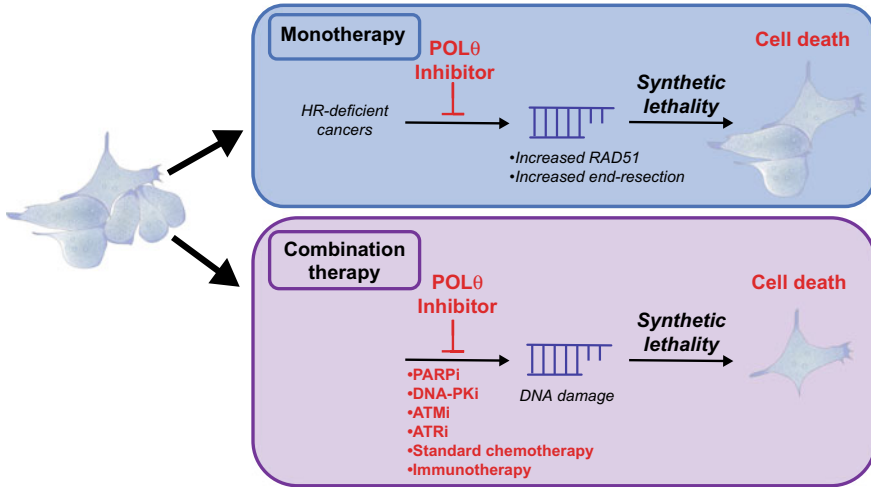 Monotherapy
POLθ
Inhibitor
Cell death
HR-deficient
cancers
Synthetic
lethality
•Increased RAD51
•Increased end-resection
Combination
therapy
POLθ
Inhibitor
Cell death
Synthetic
lethality
•PARPi
•DNA-PKi
•ATMi
•ATRi
•Standard chemotherapy
•Immunotherapy
DNA damage